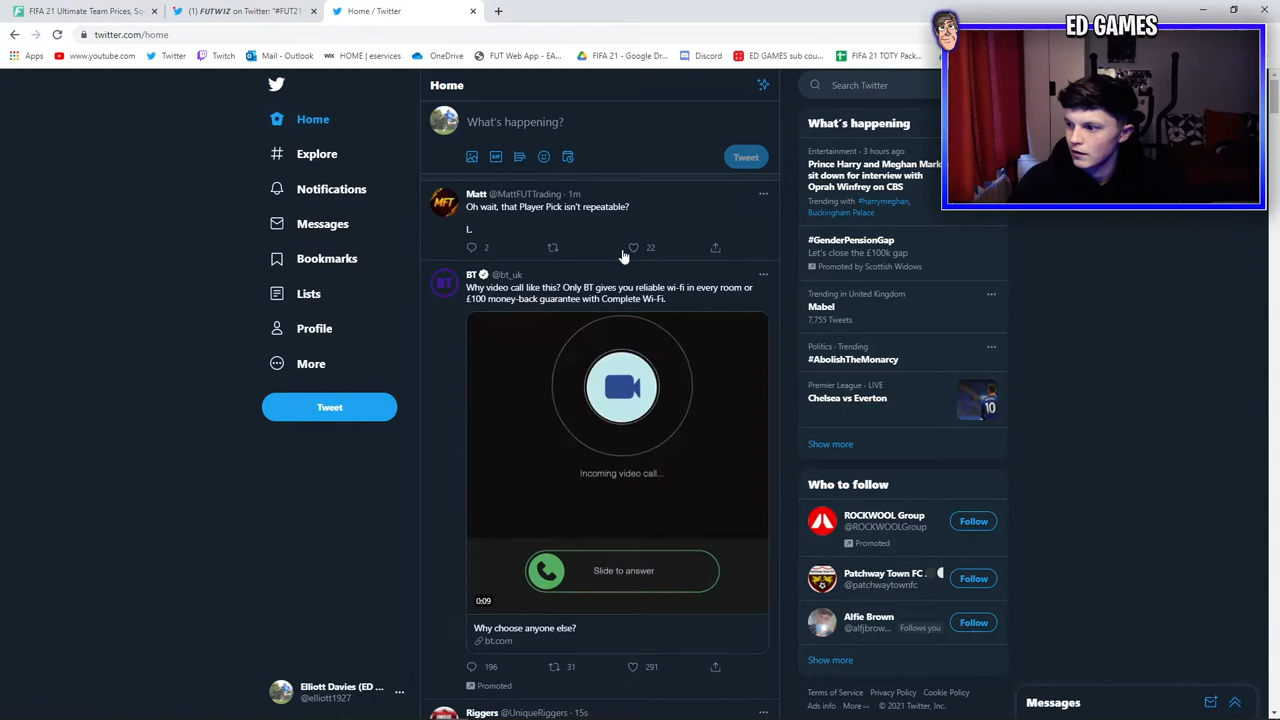 FIFA 21 Ultimate Team Prices, Sq
(1) FUTWIZ on Twitter: "#FUT21
Home / Twitter
twitter.com/home
Apps
www.youtube.com
Twitter
Twitch
Mail - Outlook
HOME | eservices
OneDrive
FUT Web App - EA...
FIFA 21 - Google Dr...
Discord
ED GAMES sub cou...
FIFA 21 TOTY Pack...
ED GAMES
Home
Explore
Notifications
Messages
Bookmarks
Lists
Profile
More
Tweet
Elliott Davies (ED ...
@elliott1927
Home
What's happening?
GIF
Tweet
MFT
Matt @MattFUTTrading · 1m
Oh wait, that Player Pick isn't repeatable?
L.
2
22
BT
BT @bt_uk
Why video call like this? Only BT gives you reliable wi-fi in every room or
£100 money-back guarantee with Complete Wi-Fi.
Incoming video call...
Slide to answer
0:09
Why choose anyone else?
bt.com
196
31
291
Promoted
Riggers @UniqueRiggers · 15s
Search Twitter
What's happening
Entertainment · 3 hours ago
Prince Harry and Meghan Mark
sit down for interview with
Oprah Winfrey on CBS
Trending with #harrymeghan,
Buckingham Palace
#GenderPensionGap
Let's close the £100k gap
Promoted by Scottish Widows
Trending in United Kingdom
Mabel
7,755 Tweets
Politics · Trending
#AbolishTheMonarcy
Premier League · LIVE
Chelsea vs Everton
10
Show more
Who to follow
ROCKWOOL Group
@ROCKWOOLGroup
Promoted
Follow
Patchway Town FC
@patchwaytownfc
Follow
Alfie Brown
@alfjbrow... Follows you
Follow
Show more
Terms of Service Privacy Policy Cookie Policy
Ads info More... © 2021 Twitter, Inc.
Messages